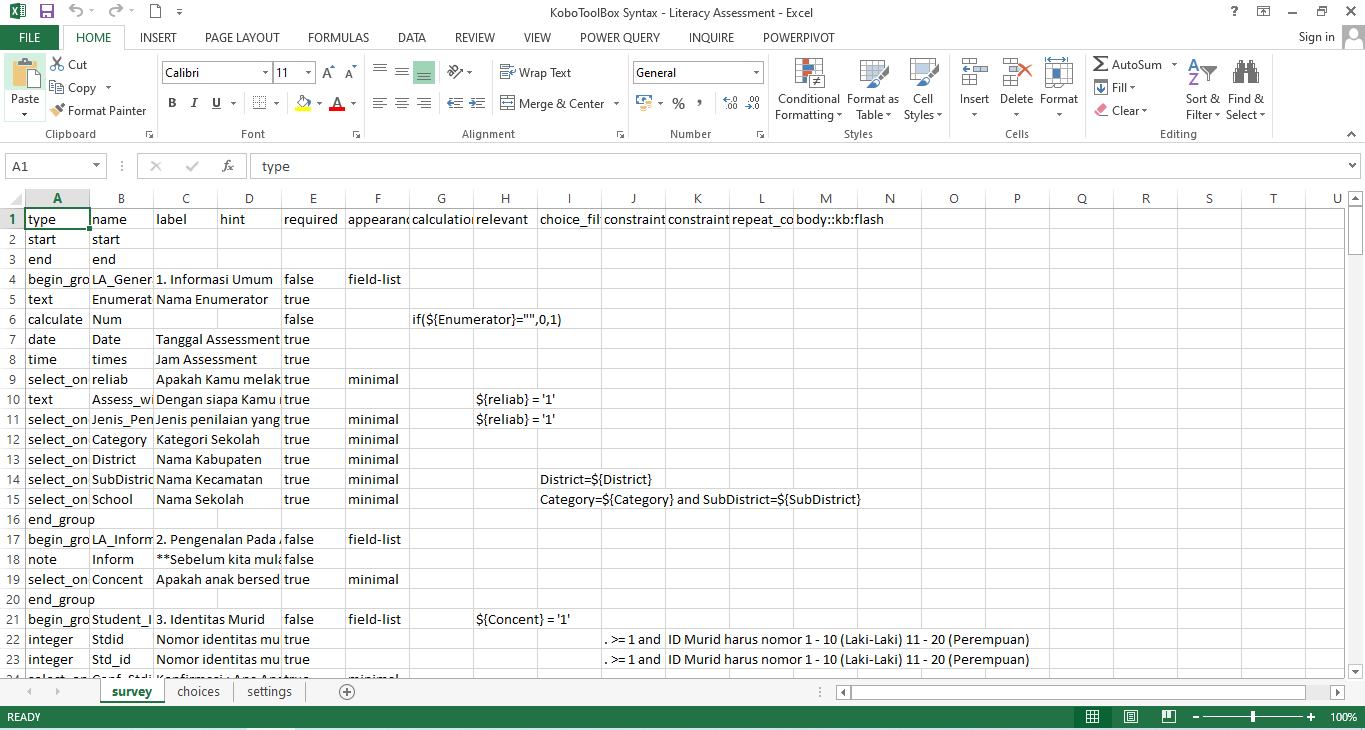 KoboToolBox Syntax - Literacy Assessment - Excel
FILE HOME INSERT PAGE LAYOUT FORMULAS DATA REVIEW VIEW POWER QUERY INQUIRE POWERPIVOT Sign in
Paste
Cut
Copy
Format Painter
Clipboard
Calibri 11
B I U
Font
Wrap Text
Merge & Center
Alignment
General
%
Number
Conditional Formatting
Format as Table
Cell Styles
Styles
Insert
Delete
Format
Cells
AutoSum
Fill
Clear
Sort & Filter
Find & Select
Editing
A1 fx type
A B C D E F G H I J K L M N O P Q R S T U
1 type name label hint required appearanc calculation relevant choice_fil constraint constraint repeat_co body::kb:flash
2 start start
3 end end
4 begin_gro LA_Gener 1. Informasi Umum false field-list
5 text Enumerat Nama Enumerator true
6 calculate Num false if(${Enumerator}="",0,1)
7 date Date Tanggal Assessment true
8 time times Jam Assessment true
9 select_on reliab Apakah Kamu melak true minimal
10 text Assess_wi Dengan siapa Kamu true ${reliab} = '1'
11 select_on Jenis_Pen Jenis penilaian yang true minimal ${reliab} = '1'
12 select_on Category Kategori Sekolah true minimal
13 select_on District Nama Kabupaten true minimal
14 select_on SubDistric Nama Kecamatan true minimal District=${District}
15 select_on School Nama Sekolah true minimal Category=${Category} and SubDistrict=${SubDistrict}
16 end_group
17 begin_gro LA_Inform 2. Pengenalan Pada false field-list
18 note Inform **Sebelum kita mula false
19 select_on Concent Apakah anak bersed true minimal
20 end_group
21 begin_gro Student_I 3. Identitas Murid false field-list ${Concent} = '1'
22 integer Stdid Nomor identitas mu true . >= 1 and ID Murid harus nomor 1 - 10 (Laki-Laki) 11 - 20 (Perempuan)
23 integer Std_id Nomor identitas mu true . >= 1 and ID Murid harus nomor 1 - 10 (Laki-Laki) 11 - 20 (Perempuan)
survey choices settings
READY 100%